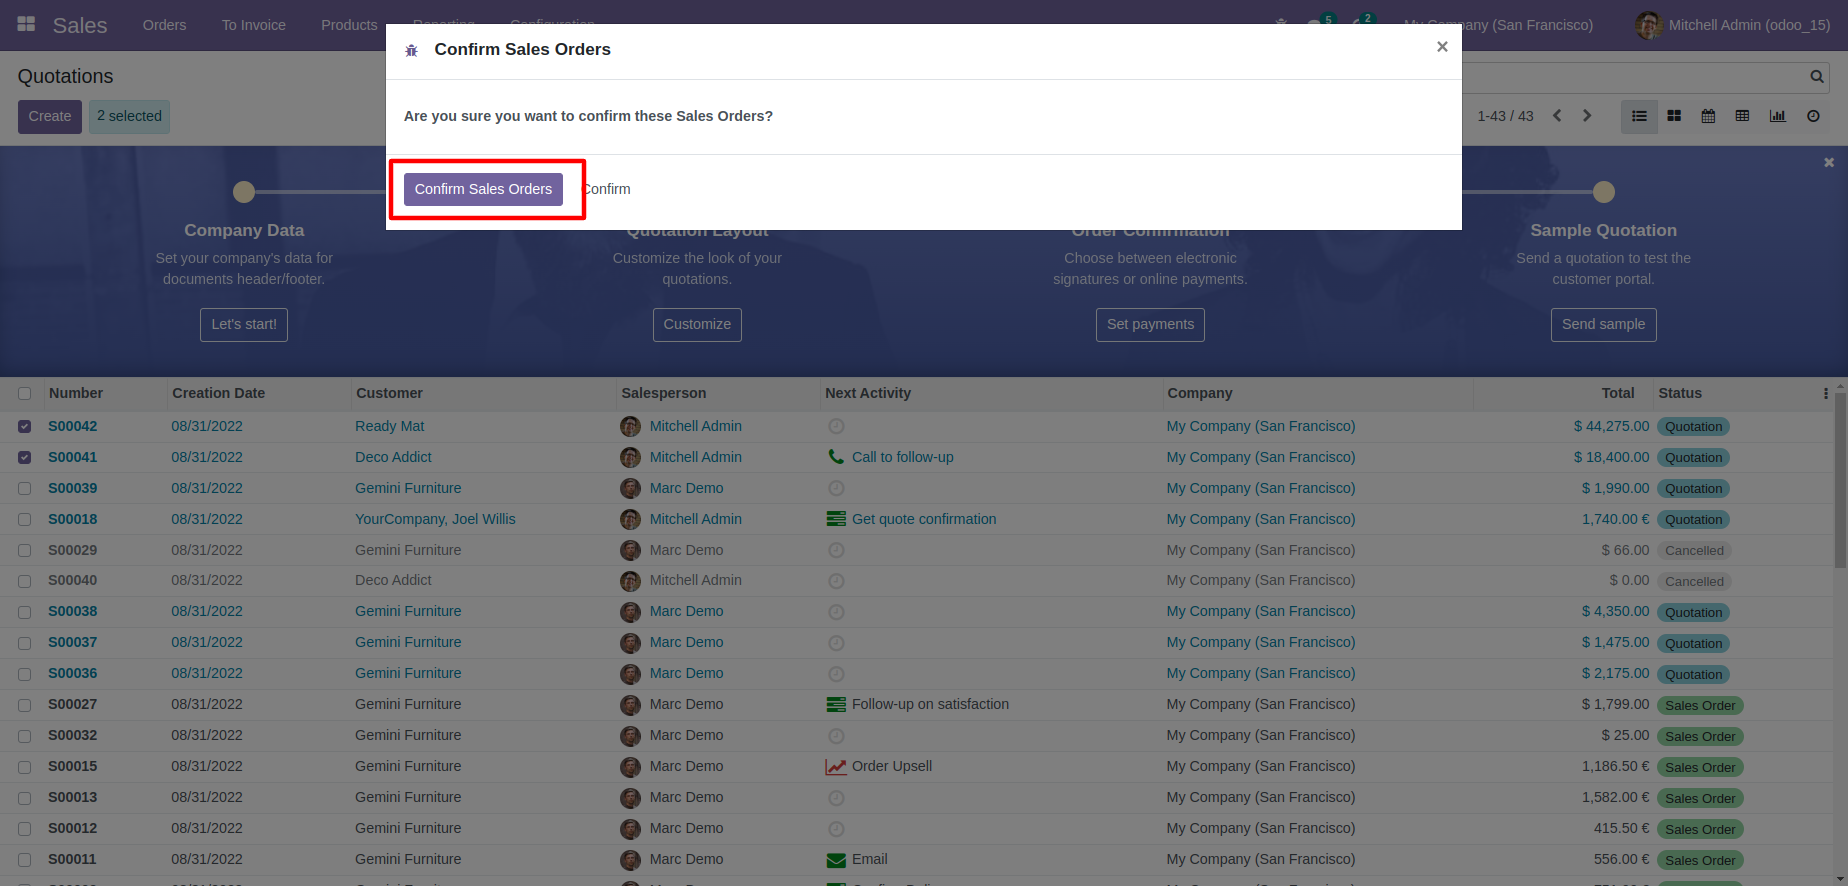 Sales Orders To Invoice Products Reporting Configuration 5 2 My Company (San Francisco) Mitchell Admin (odoo_15)
Confirm Sales Orders ×
Quotations
Create 2 selected
1-43 / 43
Are you sure you want to confirm these Sales Orders?
Confirm Sales Orders Confirm
Company Data Quotation Layout Order Confirmation Sample Quotation
Set your company's data for Customize the look of your Choose between electronic Send a quotation to test the
documents header/footer. quotations. signatures or online payments. customer portal.
Let's start! Customize Set payments Send sample
Number Creation Date Customer Salesperson Next Activity Company Total Status
S00042 08/31/2022 Ready Mat Mitchell Admin My Company (San Francisco) $ 44,275.00 Quotation
S00041 08/31/2022 Deco Addict Mitchell Admin Call to follow-up My Company (San Francisco) $ 18,400.00 Quotation
S00039 08/31/2022 Gemini Furniture Marc Demo My Company (San Francisco) $ 1,990.00 Quotation
S00018 08/31/2022 YourCompany, Joel Willis Mitchell Admin Get quote confirmation My Company (San Francisco) 1,740.00 € Quotation
S00029 08/31/2022 Gemini Furniture Marc Demo My Company (San Francisco) $ 66.00 Cancelled
S00040 08/31/2022 Deco Addict Mitchell Admin My Company (San Francisco) $ 0.00 Cancelled
S00038 08/31/2022 Gemini Furniture Marc Demo My Company (San Francisco) $ 4,350.00 Quotation
S00037 08/31/2022 Gemini Furniture Marc Demo My Company (San Francisco) $ 1,475.00 Quotation
S00036 08/31/2022 Gemini Furniture Marc Demo My Company (San Francisco) $ 2,175.00 Quotation
S00027 08/31/2022 Gemini Furniture Marc Demo Follow-up on satisfaction My Company (San Francisco) $ 1,799.00 Sales Order
S00032 08/31/2022 Gemini Furniture Marc Demo My Company (San Francisco) $ 25.00 Sales Order
S00015 08/31/2022 Gemini Furniture Marc Demo Order Upsell My Company (San Francisco) 1,186.50 € Sales Order
S00013 08/31/2022 Gemini Furniture Marc Demo My Company (San Francisco) 1,582.00 € Sales Order
S00012 08/31/2022 Gemini Furniture Marc Demo My Company (San Francisco) 415.50 € Sales Order
S00011 08/31/2022 Gemini Furniture Marc Demo Email My Company (San Francisco) 556.00 € Sales Order